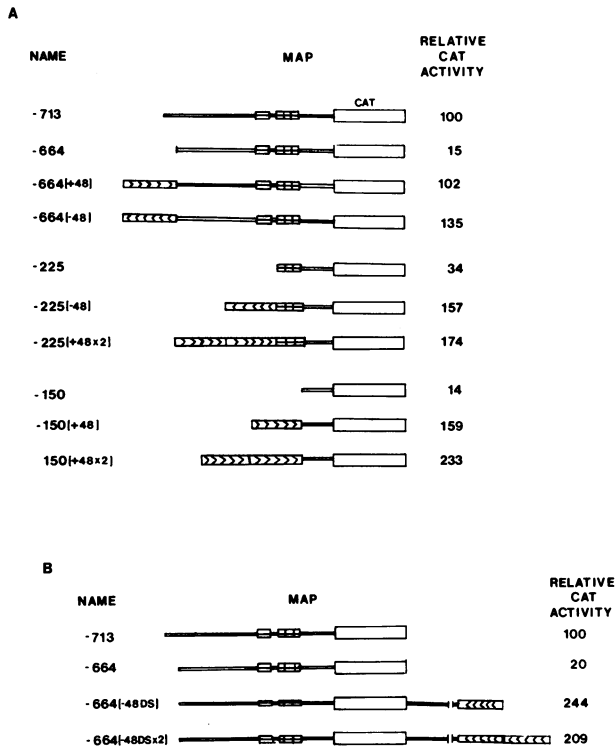 A
NAME MAP RELATIVE CAT ACTIVITY
CAT
-713 100
-664 15
-664[+48] 102
-664[-48] 135
-225 34
-225[-48] 157
-225[+48x2] 174
-150 14
-150[+48] 159
150[+48x2] 233
B
NAME MAP RELATIVE CAT ACTIVITY
-713 100
-664 20
-664[-48DS] 244
-664[-48DSx2] 209